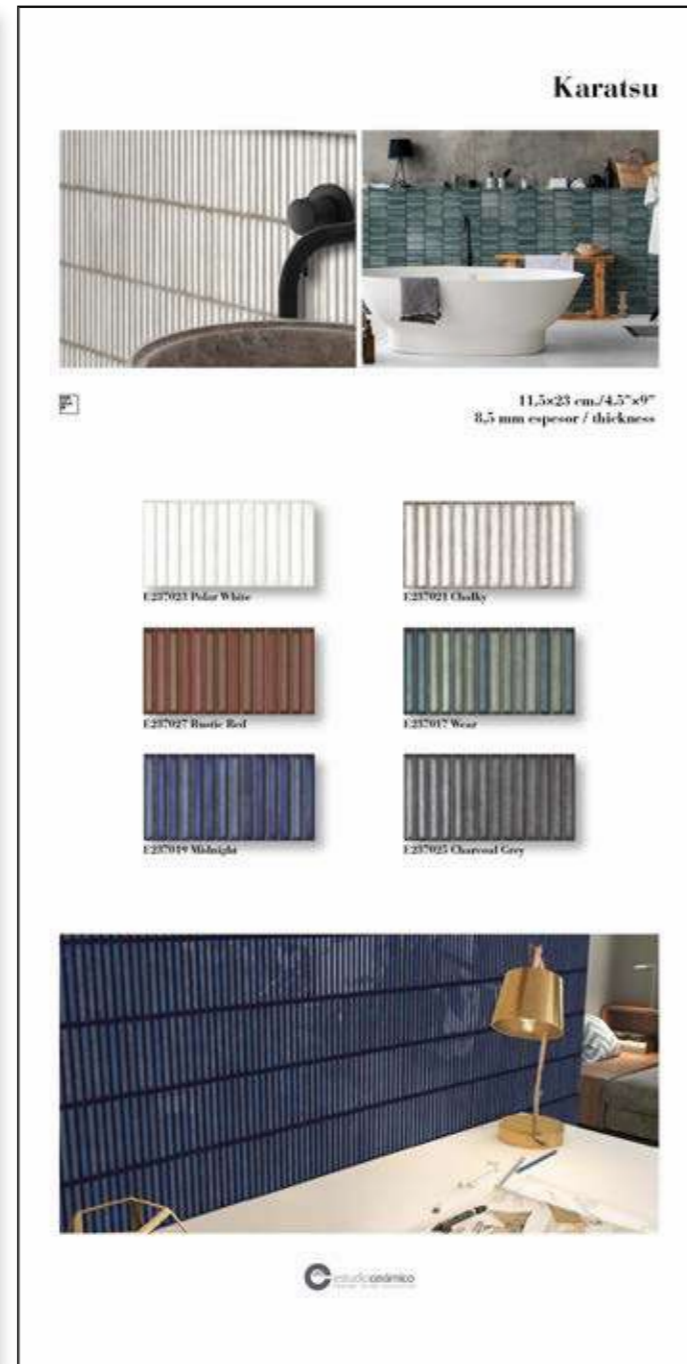 Karatsu
11,5×23 cm./4.5"×9"
8,5 mm espesor / thickness
E237023 Polar White
E237021 Chalky
E237027 Rustic Red
E237017 Wear
E237019 Midnight
E237025 Charcoal Grey
estudiocerámico